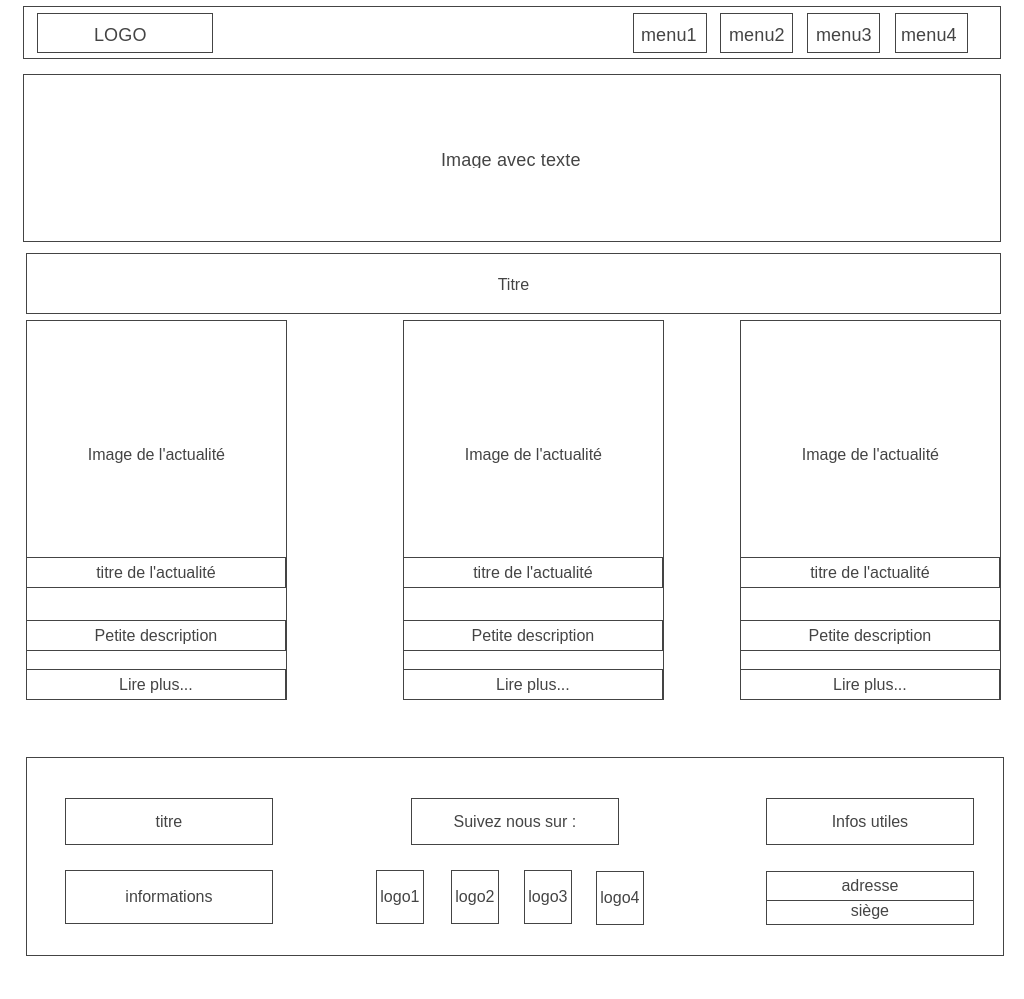 LOGO menu1 menu2 menu3 menu4
Image avec texte
Titre
Image de l'actualité Image de l'actualité Image de l'actualité
titre de l'actualité titre de l'actualité titre de l'actualité
Petite description Petite description Petite description
Lire plus... Lire plus... Lire plus...
titre Suivez nous sur : Infos utiles
informations logo1 logo2 logo3 logo4 adresse
siège